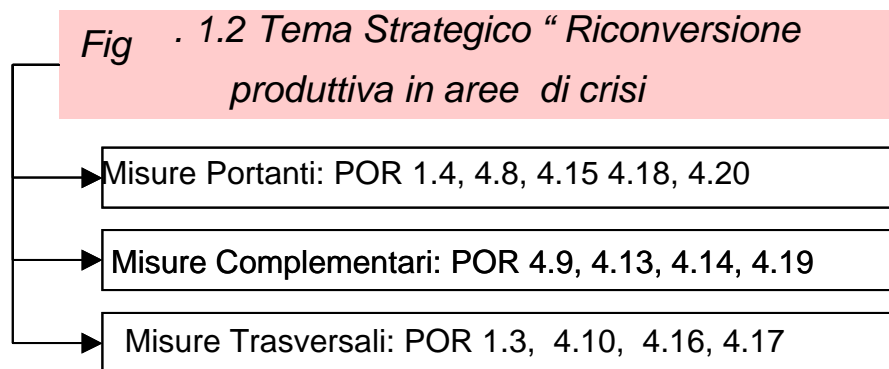 Fig . 1.2 Tema Strategico “ Riconversione
produttiva in aree di crisi
Misure Portanti: POR 1.4, 4.8, 4.15 4.18, 4.20
Misure Complementari: POR 4.9, 4.13, 4.14, 4.19
Misure Trasversali: POR 1.3, 4.10, 4.16, 4.17